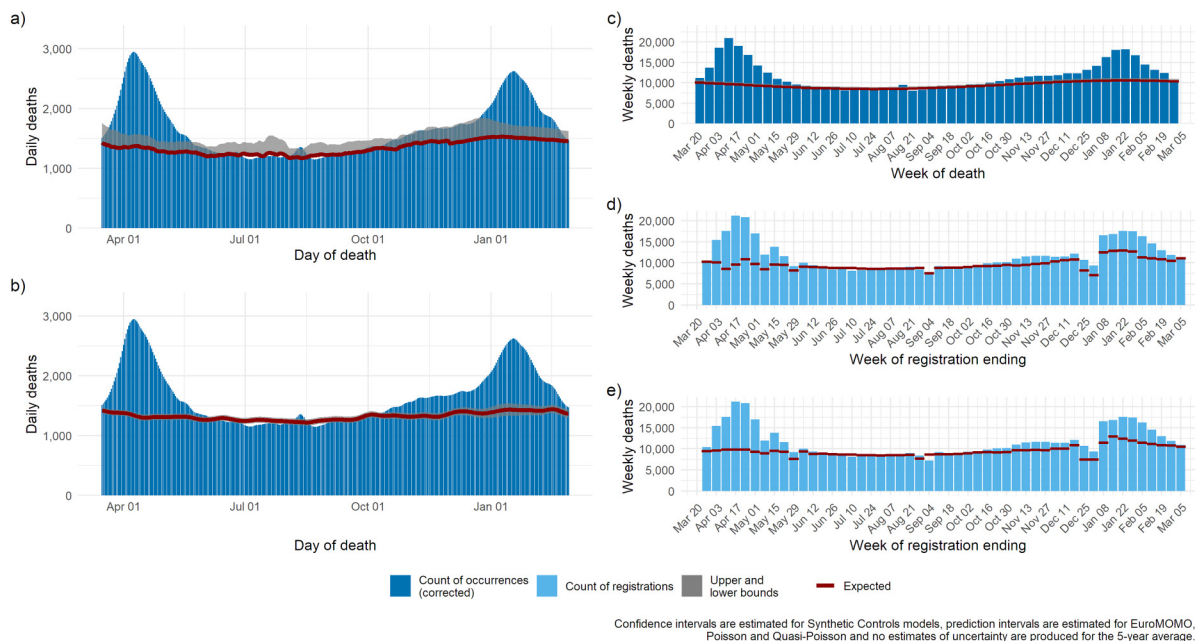 a)
3,000
2,000
1,000
0
Daily deaths
Apr 01
Jul 01
Oct 01
Jan 01
Day of death
b)
3,000
2,000
1,000
0
Daily deaths
Apr 01
Jul 01
Oct 01
Jan 01
Day of death
c)
20,000
15,000
10,000
5,000
0
Weekly deaths
Mar 20
Apr 03
Apr 17
May 01
May 15
May 29
Jun 12
Jun 26
Jul 10
Jul 24
Aug 07
Aug 21
Sep 04
Sep 18
Oct 02
Oct 16
Oct 30
Nov 13
Nov 27
Dec 11
Dec 25
Jan 08
Jan 22
Feb 05
Feb 19
Mar 05
Week of death
d)
20,000
15,000
10,000
5,000
0
Weekly deaths
Mar 20
Apr 03
Apr 17
May 01
May 15
May 29
Jun 12
Jun 26
Jul 10
Jul 24
Aug 07
Aug 21
Sep 04
Sep 18
Oct 02
Oct 16
Oct 30
Nov 13
Nov 27
Dec 11
Dec 25
Jan 08
Jan 22
Feb 05
Feb 19
Mar 05
Week of registration ending
e)
20,000
15,000
10,000
5,000
0
Weekly deaths
Mar 20
Apr 03
Apr 17
May 01
May 15
May 29
Jun 12
Jun 26
Jul 10
Jul 24
Aug 07
Aug 21
Sep 04
Sep 18
Oct 02
Oct 16
Oct 30
Nov 13
Nov 27
Dec 11
Dec 25
Jan 08
Jan 22
Feb 05
Feb 19
Mar 05
Week of registration ending
Count of occurrences
(corrected)
Count of registrations
Upper and
lower bounds
Expected
Confidence intervals are estimated for Synthetic Controls models, prediction intervals are estimated for EuroMOMO,
Poisson and Quasi-Poisson and no estimates of uncertainty are produced for the 5-year average.